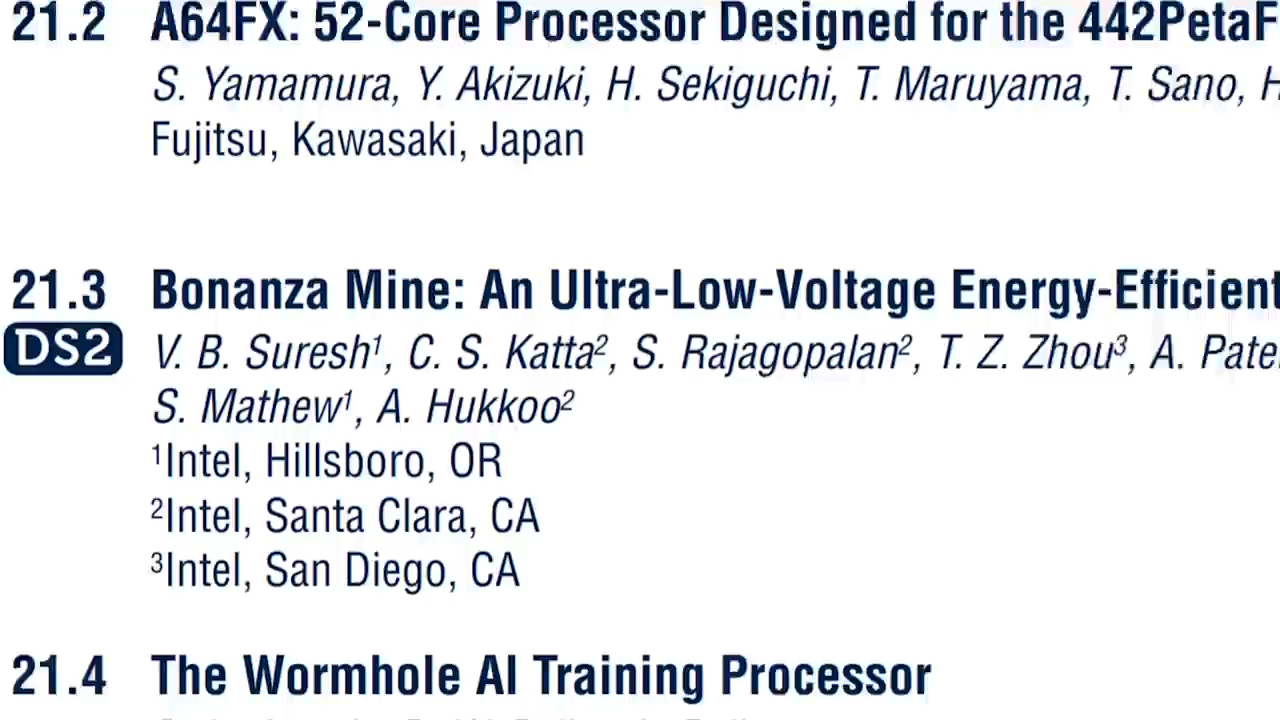 21.2 A64FX: 52-Core Processor Designed for the 442PetaF
S. Yamamura, Y. Akizuki, H. Sekiguchi, T. Maruyama, T. Sano, H
Fujitsu, Kawasaki, Japan
21.3 Bonanza Mine: An Ultra-Low-Voltage Energy-Efficient
DS2 V. B. Suresh¹, C. S. Katta², S. Rajagopalan², T. Z. Zhou³, A. Pate
S. Mathew¹, A. Hukkoo²
¹Intel, Hillsboro, OR
²Intel, Santa Clara, CA
³Intel, San Diego, CA
21.4 The Wormhole AI Training Processor